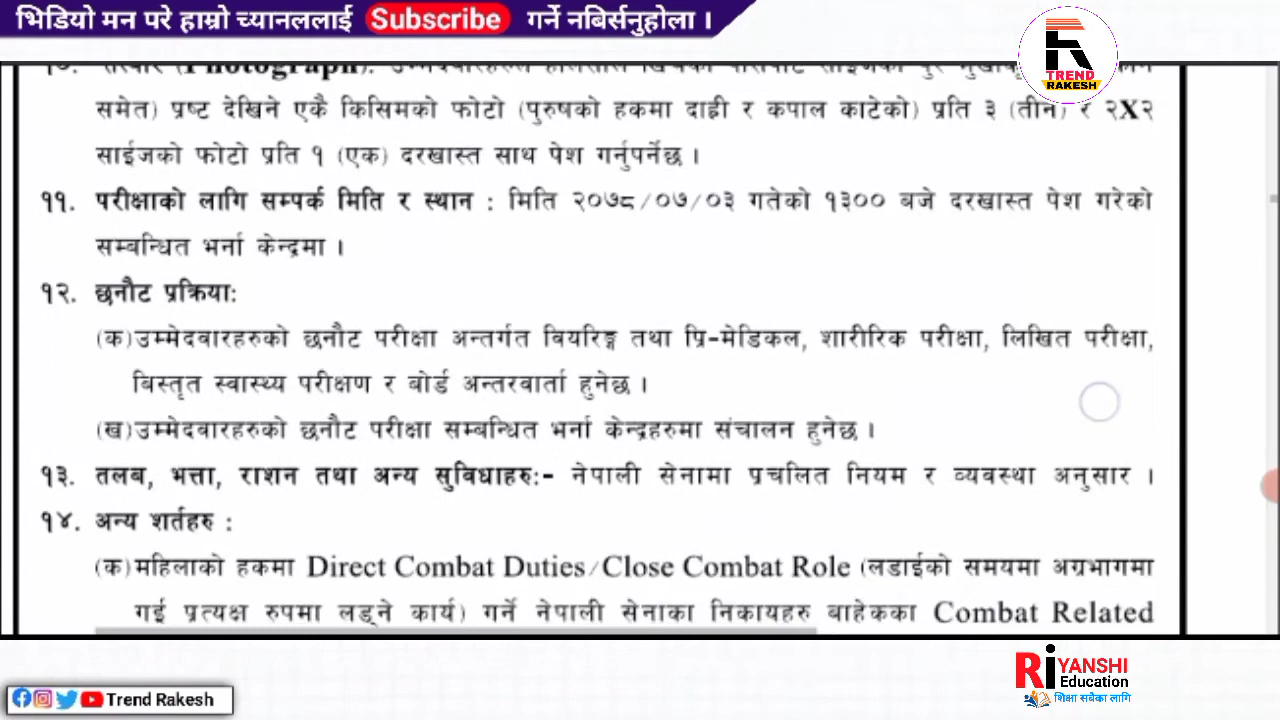 भिडियो मन परे हाम्रो च्यानललाई Subscribe गर्ने नबिर्सनुहोला ।
TREND
RAKESH
(Photograph):
समेत) प्रष्ट देखिने एकै किसिमको फोटो (पुरुषको हकमा दाह्री र कपाल काटेको) प्रति ३ (तीन) र २X२
साईजको फोटो प्रति १ (एक) दरखास्त साथ पेश गर्नुपर्नेछ ।
११. परीक्षाको लागि सम्पर्क मिति र स्थान : मिति २०७८/०७/०३ गतेको १३०० बजे दरखास्त पेश गरेको
सम्बन्धित भर्ना केन्द्रमा ।
१२. छनौट प्रक्रियाः
(क) उम्मेदवारहरुको छनौट परीक्षा अन्तर्गत बियरिङ्ग तथा प्रि-मेडिकल, शारीरिक परीक्षा, लिखित परीक्षा,
बिस्तृत स्वास्थ्य परीक्षण र बोर्ड अन्तरवार्ता हुनेछ ।
(ख) उम्मेदवारहरुको छनौट परीक्षा सम्बन्धित भर्ना केन्द्रहरुमा संचालन हुनेछ ।
१३. तलब, भत्ता, राशन तथा अन्य सुविधाहरुः- नेपाली सेनामा प्रचलित नियम र व्यवस्था अनुसार ।
१४. अन्य शर्तहरु :
(क) महिलाको हकमा Direct Combat Duties/Close Combat Role (लडाईको समयमा अग्रभागमा
गई प्रत्यक्ष रुपमा लड्ने कार्य) गर्ने नेपाली सेनाका निकायहरु बाहेकका Combat Related
RiYANSHI
Education
शिक्षा सबैका लागि
Trend Rakesh